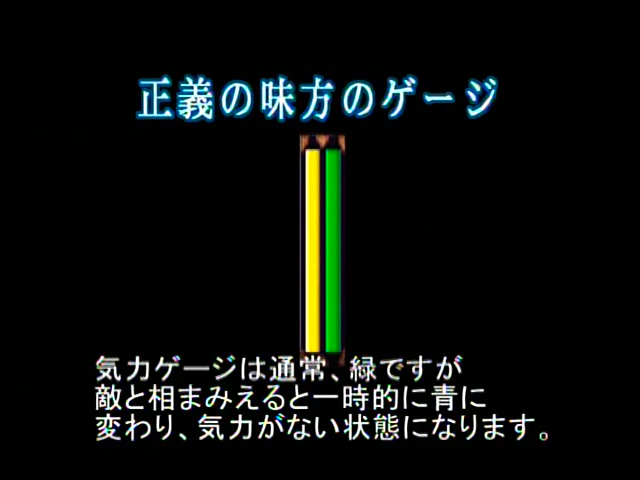 正義の味方のゲージ
気力ゲージは通常、緑ですが
敵と相まみえると一時的に青に
変わり、気力がない状態になります。